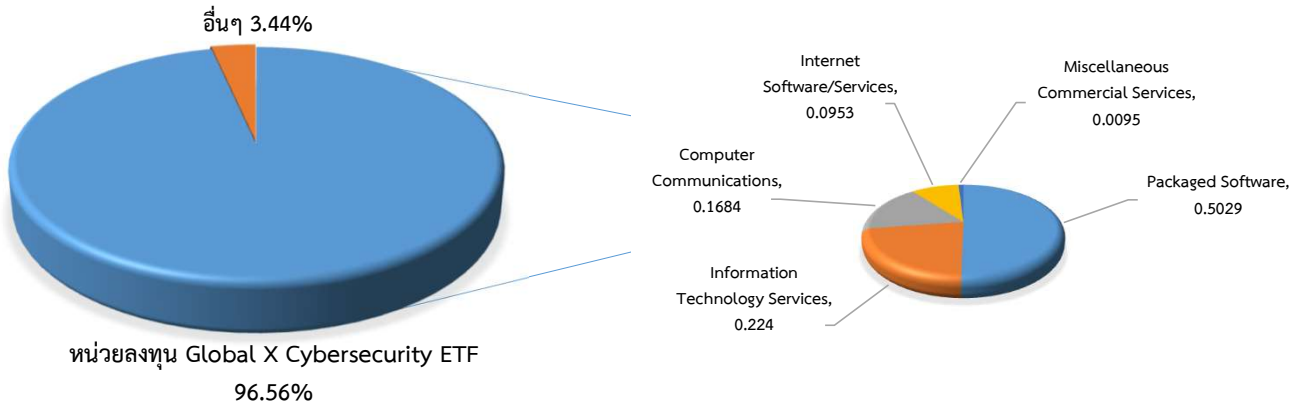 อื่นๆ 3.44%
หน่วยลงทุน Global X Cybersecurity ETF
96.56%
Internet
Software/Services,
0.0953
Miscellaneous
Commercial Services,
0.0095
Computer
Communications,
0.1684
Packaged Software,
0.5029
Information
Technology Services,
0.224